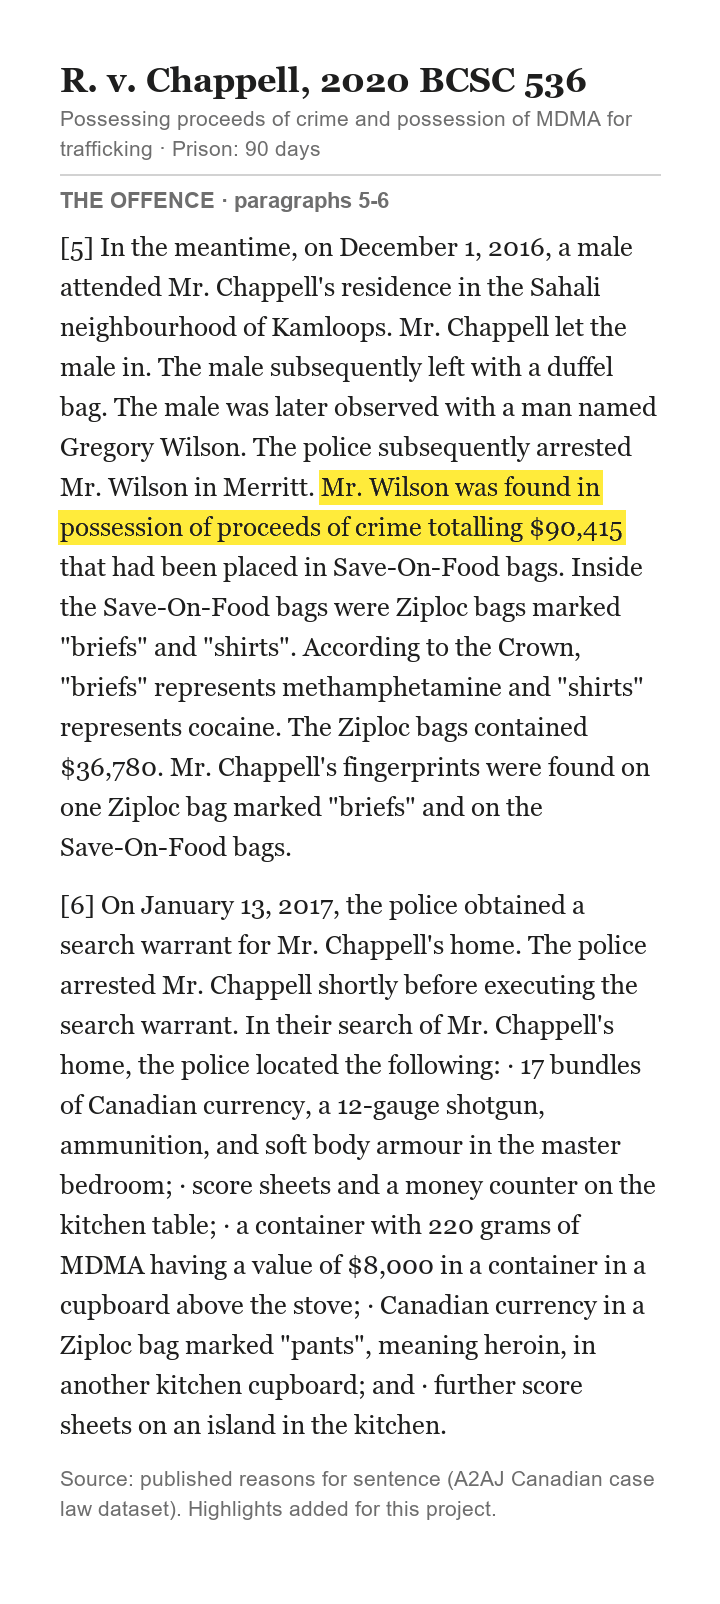 R. v. Chappell, 2020 BCSC 536
Possessing proceeds of crime and possession of MDMA for
trafficking · Prison: 90 days
THE OFFENCE · paragraphs 5-6
[5] In the meantime, on December 1, 2016, a male
attended Mr. Chappell's residence in the Sahali
neighbourhood of Kamloops. Mr. Chappell let the
male in. The male subsequently left with a duffel
bag. The male was later observed with a man named
Gregory Wilson. The police subsequently arrested
Mr. Wilson in Merritt. Mr. Wilson was found in
possession of proceeds of crime totalling $90,415
that had been placed in Save-On-Food bags. Inside
the Save-On-Food bags were Ziploc bags marked
"briefs" and "shirts". According to the Crown,
"briefs" represents methamphetamine and "shirts"
represents cocaine. The Ziploc bags contained
$36,780. Mr. Chappell's fingerprints were found on
one Ziploc bag marked "briefs" and on the
Save-On-Food bags.
[6] On January 13, 2017, the police obtained a
search warrant for Mr. Chappell's home. The police
arrested Mr. Chappell shortly before executing the
search warrant. In their search of Mr. Chappell's
home, the police located the following: · 17 bundles
of Canadian currency, a 12-gauge shotgun,
ammunition, and soft body armour in the master
bedroom; · score sheets and a money counter on the
kitchen table; · a container with 220 grams of
MDMA having a value of $8,000 in a container in a
cupboard above the stove; · Canadian currency in a
Ziploc bag marked "pants", meaning heroin, in
another kitchen cupboard; and · further score
sheets on an island in the kitchen.
Source: published reasons for sentence (A2AJ Canadian case
law dataset). Highlights added for this project.